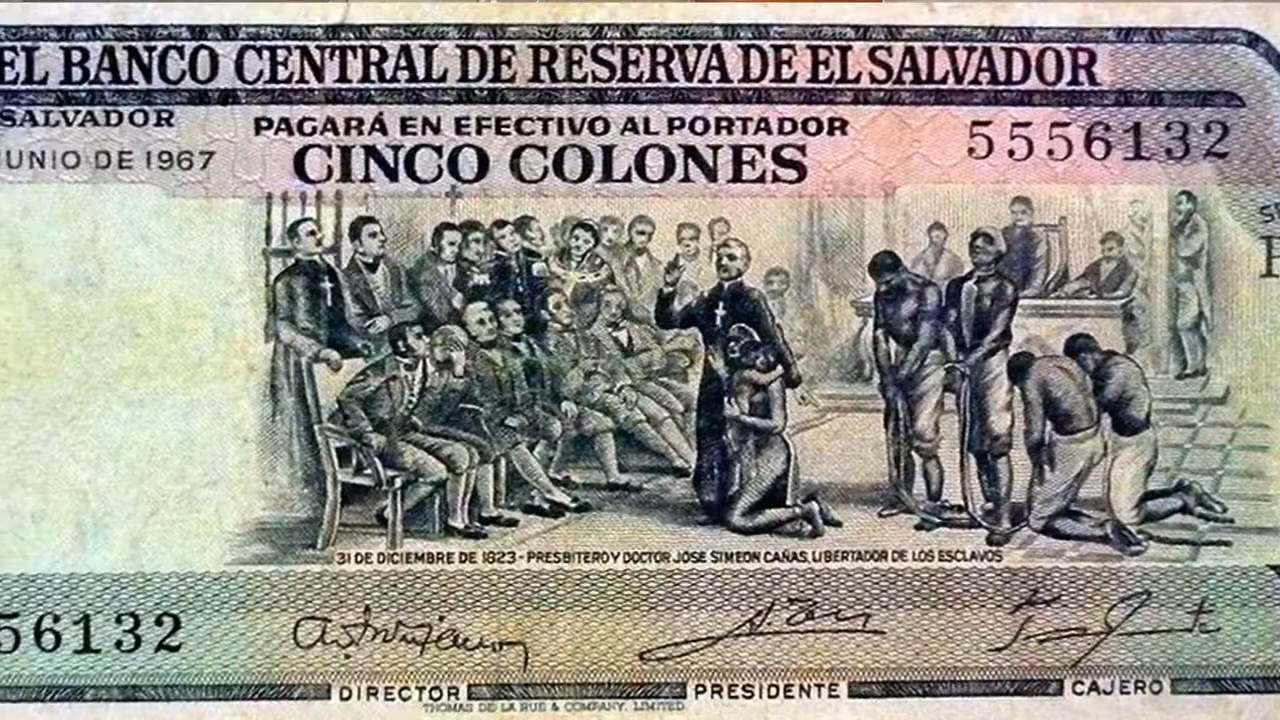 EL BANCO CENTRAL DE RESERVA DE EL SALVADOR
SALVADOR
PAGARÁ EN EFECTIVO AL PORTADOR
5556132
UNIO DE 1967
CINCO COLONES
31 DE DICIEMBRE DE 1823 - PRESBITERO Y DOCTOR JOSE SIMEON CAÑAS, LIBERTADOR DE LOS ESCLAVOS
56132
DIRECTOR
PRESIDENTE
CAJERO
THOMAS DE LA RUE & COMPANY, LIMITED